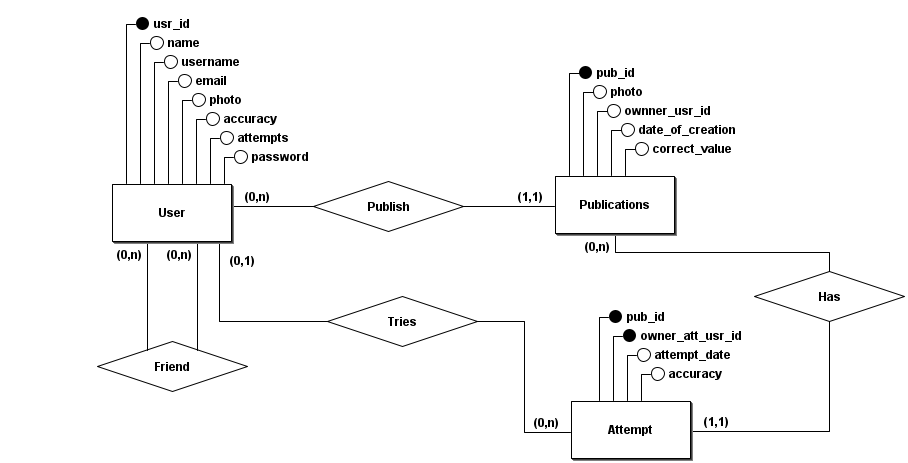 usr_id
name
username
email
photo
accuracy
attempts
password
pub_id
photo
ownner_usr_id
date_of_creation
correct_value
User
(0,n)
Publish
(1,1)
Publications
(0,n)
(0,n)
(0,1)
(0,n)
Has
Tries
Friend
pub_id
owner_att_usr_id
attempt_date
accuracy
(0,n)
Attempt
(1,1)